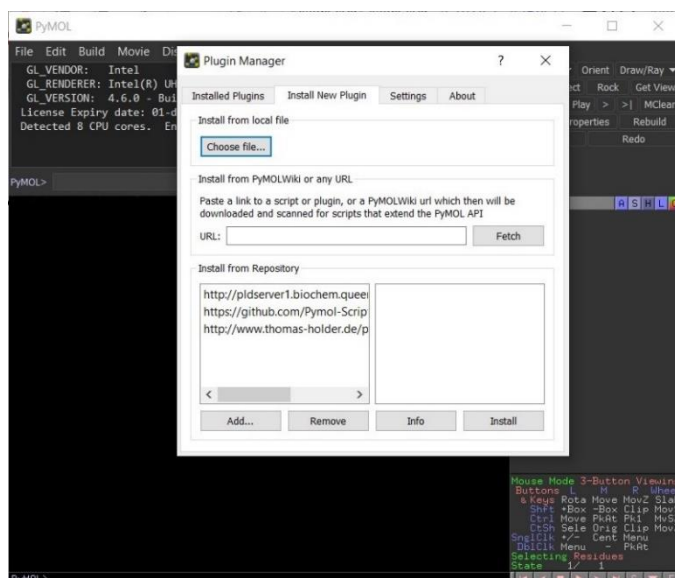 PyMOL
File Edit Build Movie
GL_VENDOR: Intel
GL_RENDERER: Intel(R)
GL_VERSION: 4.6.0 -
License Expiry date:
Detected 8 CPU cores.
PyMOL>
Plugin Manager
Installed Plugins Install New Plugin Settings About
Install from local file
Choose file...
Install from PyMOLWiki or any URL
Paste a link to a script or plugin, or a PyMOLWiki url which then will be
downloaded and scanned for scripts that extend the PyMOL API
URL: Fetch
Install from Repository
http://pldserver1.biochem.queer
https://github.com/Pymol-Scrip
http://www.thomas-holder.de/p
Add... Remove Info Install
Orient Draw/Ray
Rock Get View
Play > >| MClear
Rebuild
Redo
A S H L
Mouse Mode 3-Button Viewin
Buttons L M R Whee
& Keys Rota Move MovZ Sla
Shft +Box -Box Clip Mov
Ctrl Move PkAt Pk1 MvS
CtSh Sele Orig Clip Mov
SnglClk +/- Cent Menu
DblClk Menu - PkAt
Selecting Residues
State 1/ 1